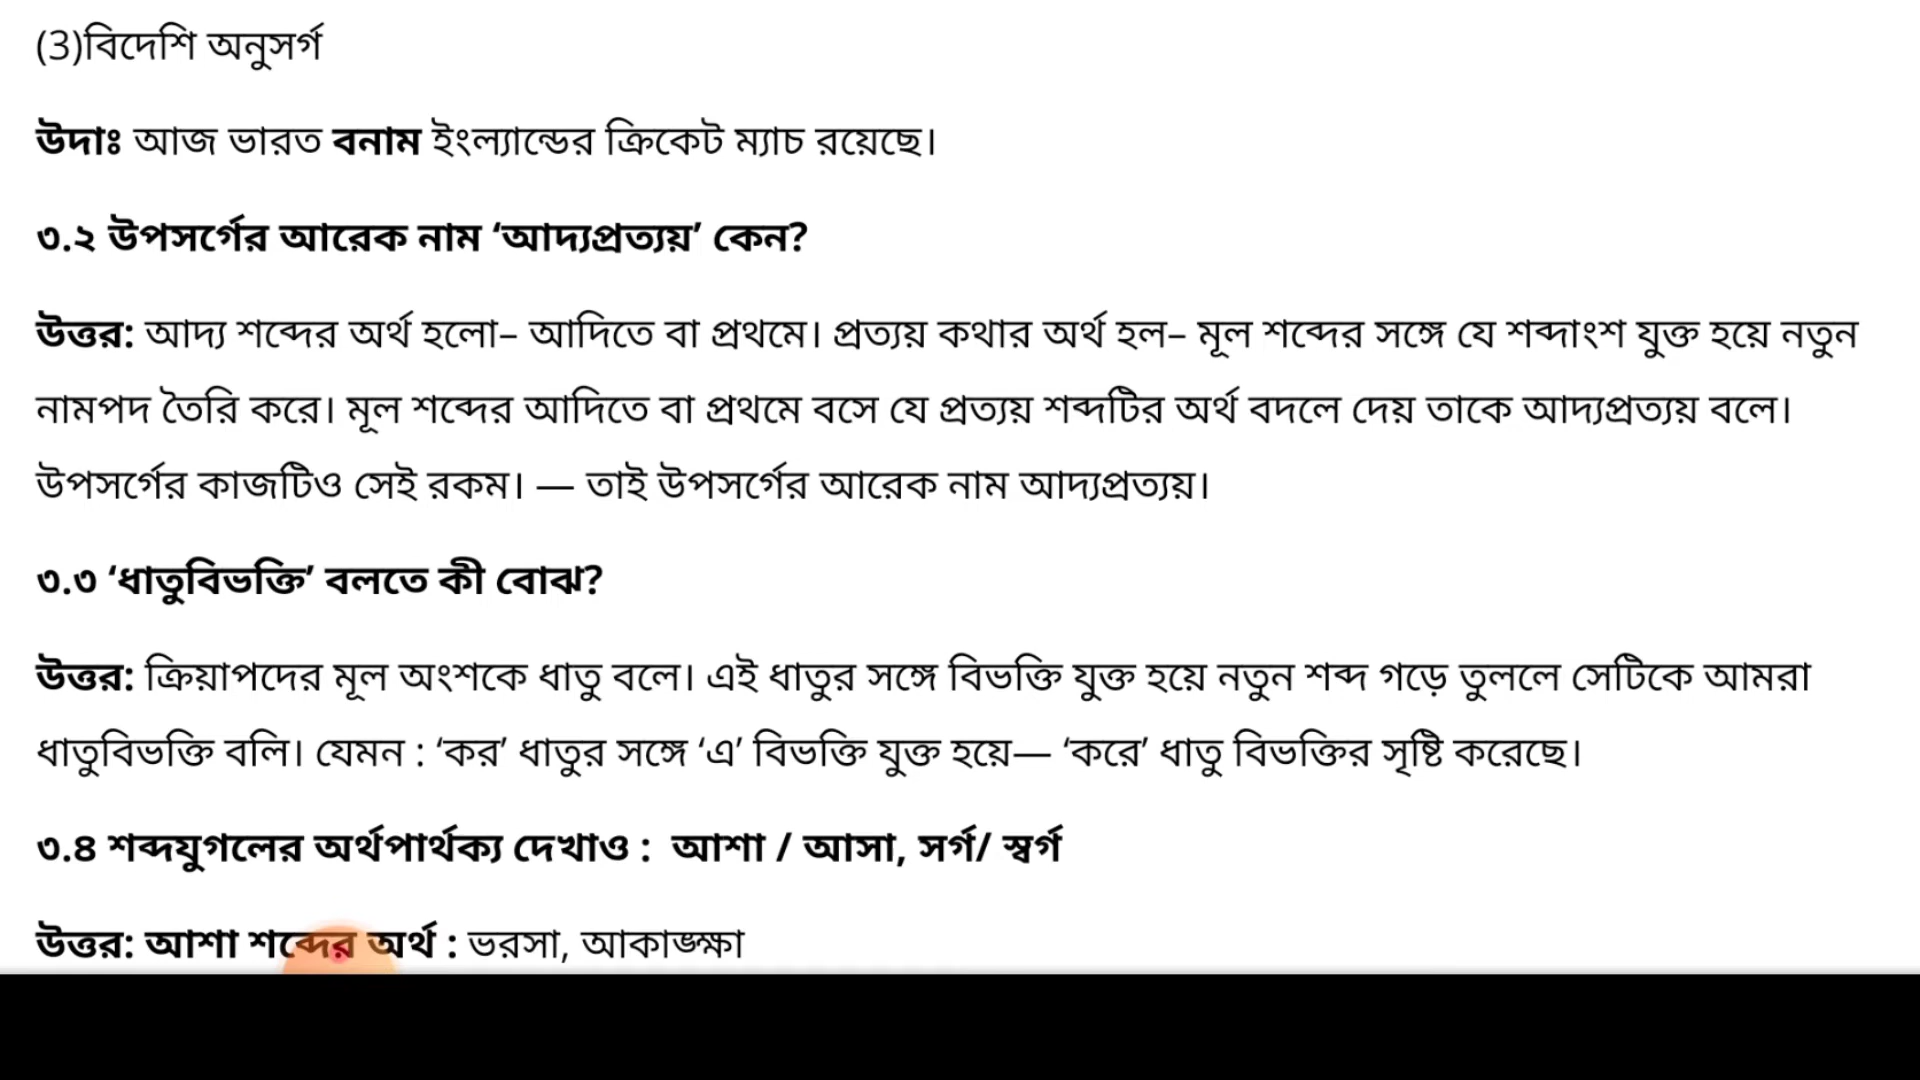 (3)বিদেশি অনুসর্গ
উদাঃ আজ ভারত বনাম ইংল্যান্ডের ক্রিকেট ম্যাচ রয়েছে।
৩.২ উপসর্গের আরেক নাম ‘আদ্যপ্রত্যয়’ কেন?
উত্তর: আদ্য শব্দের অর্থ হলো– আদিতে বা প্রথমে। প্রত্যয় কথার অর্থ হল– মূল শব্দের সঙ্গে যে শব্দাংশ যুক্ত হয়ে নতুন
নামপদ তৈরি করে। মূল শব্দের আদিতে বা প্রথমে বসে যে প্রত্যয় শব্দটির অর্থ বদলে দেয় তাকে আদ্যপ্রত্যয় বলে।
উপসর্গের কাজটিও সেই রকম। — তাই উপসর্গের আরেক নাম আদ্যপ্রত্যয়।
৩.৩ ‘ধাতুবিভক্তি’ বলতে কী বোঝ?
উত্তর: ক্রিয়াপদের মূল অংশকে ধাতু বলে। এই ধাতুর সঙ্গে বিভক্তি যুক্ত হয়ে নতুন শব্দ গড়ে তুললে সেটিকে আমরা
ধাতুবিভক্তি বলি। যেমন : ‘কর’ ধাতুর সঙ্গে ‘এ’ বিভক্তি যুক্ত হয়ে— ‘করে’ ধাতু বিভক্তির সৃষ্টি করেছে।
৩.৪ শব্দযুগলের অর্থপার্থক্য দেখাও : আশা / আসা, সর্গ/ স্বর্গ
উত্তর: আশা শব্দের অর্থ : ভরসা, আকাঙ্ক্ষা